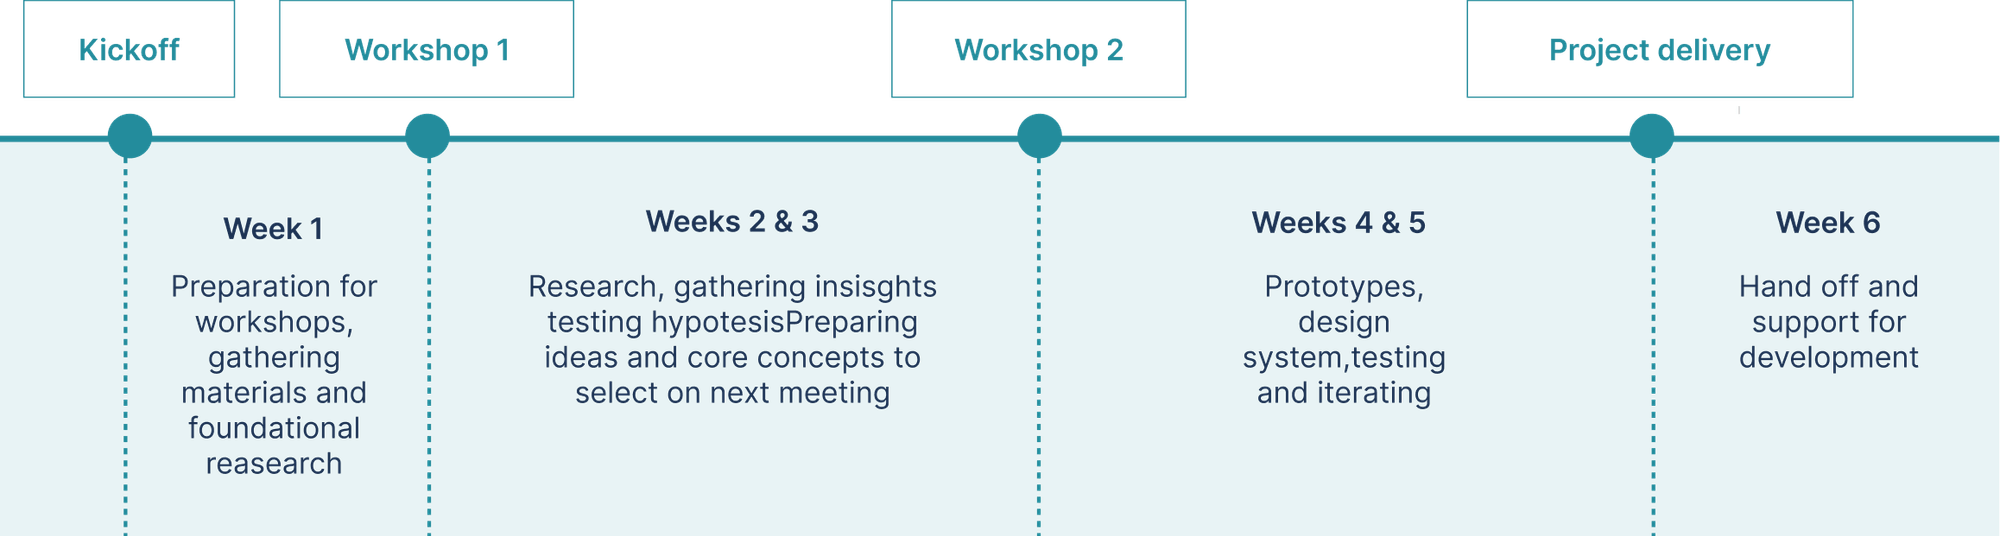 Kickoff
Workshop 1
Workshop 2
Project delivery
Week 1
Preparation for
workshops,
gathering
materials and
foundational
reasearch
Weeks 2 & 3
Research, gathering insisghts
testing hypotesisPreparing
ideas and core concepts to
select on next meeting
Weeks 4 & 5
Prototypes,
design
system,testing
and iterating
Week 6
Hand off and
support for
development